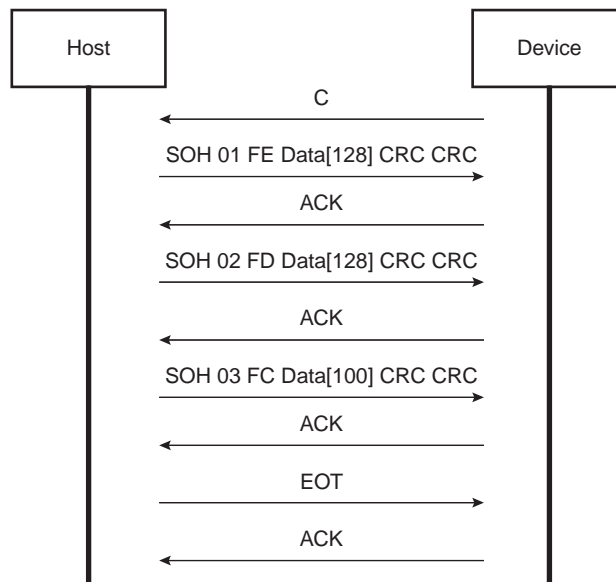 Host
Device
C
SOH 01 FE Data[128] CRC CRC
ACK
SOH 02 FD Data[128] CRC CRC
ACK
SOH 03 FC Data[100] CRC CRC
ACK
EOT
ACK